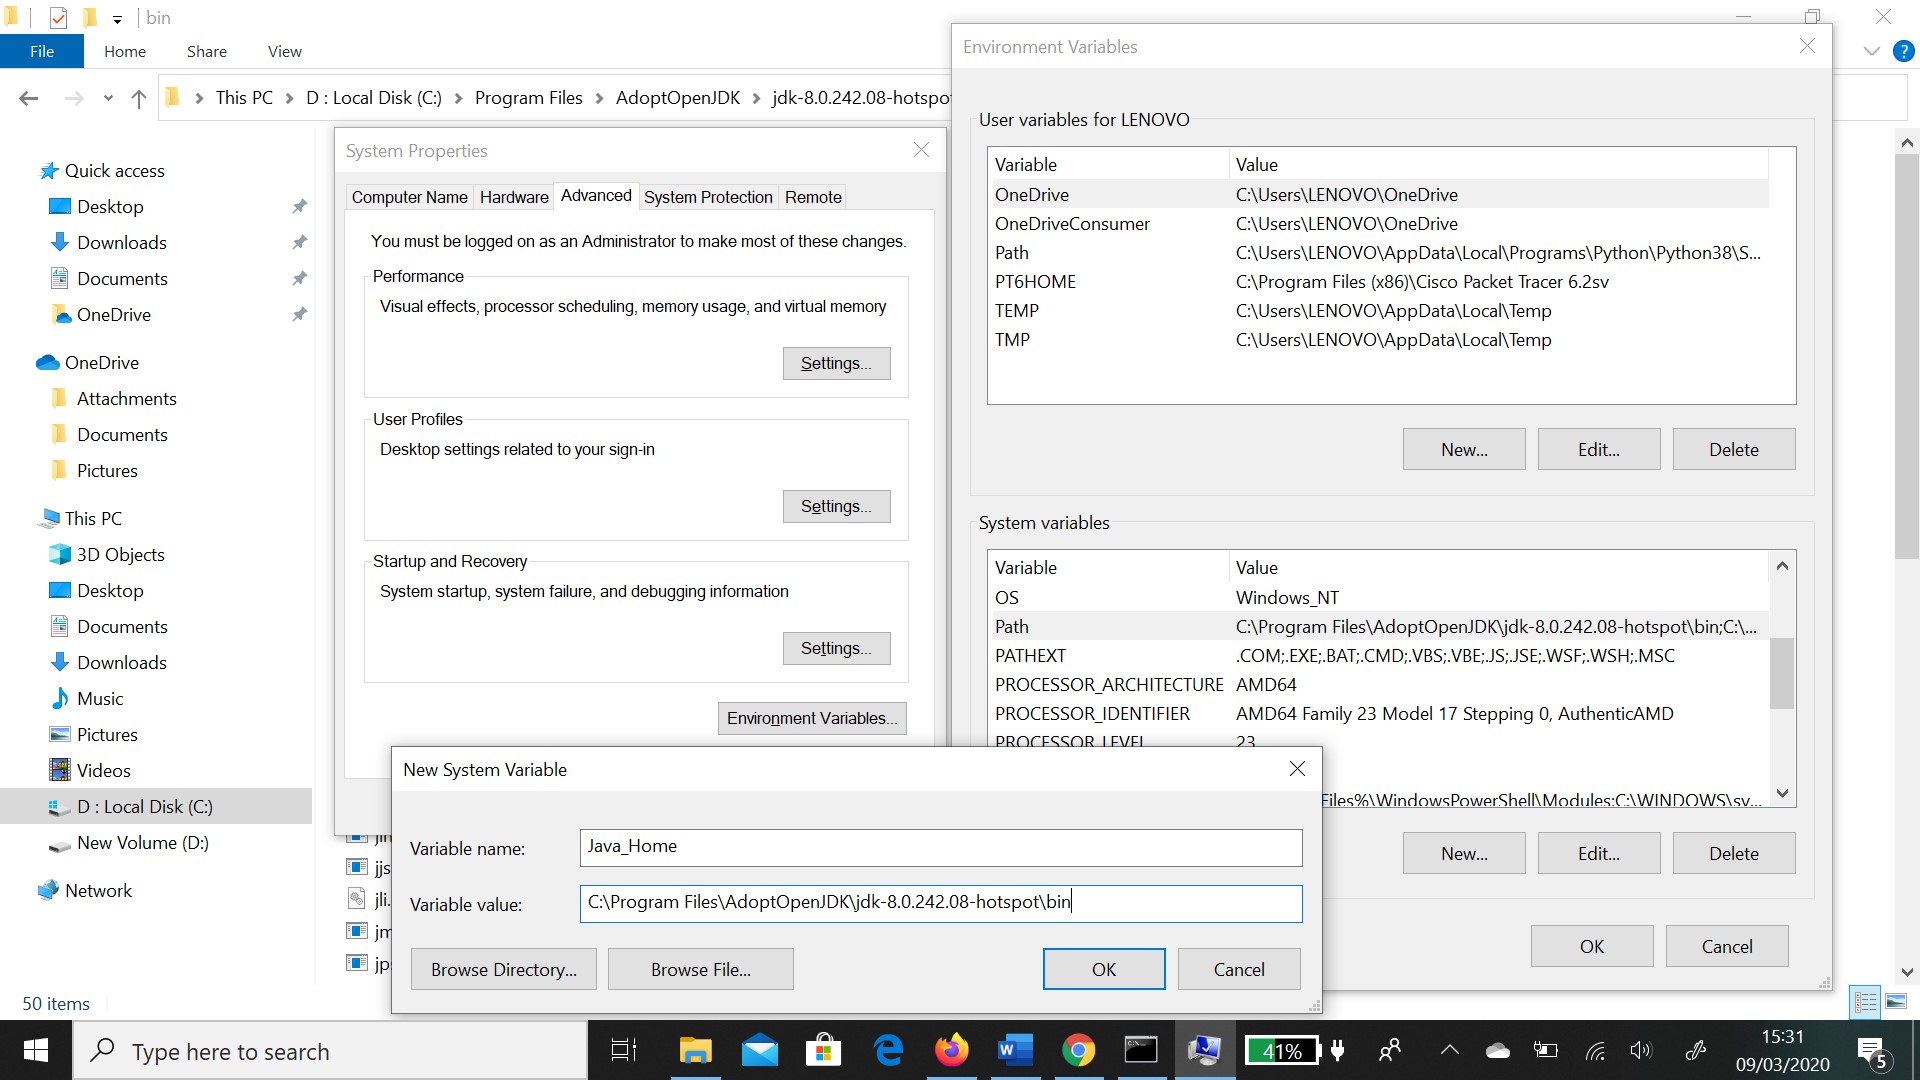 bin
File
Home
Share
View
?
This PC
D : Local Disk (C:)
Program Files
AdoptOpenJDK
jdk-8.0.242.08-hotspot
Quick access
Desktop
Downloads
Documents
OneDrive
OneDrive
Attachments
Documents
Pictures
This PC
3D Objects
Desktop
Documents
Downloads
Music
Pictures
Videos
D : Local Disk (C:)
New Volume (D:)
Network
50 items
jjs
jli.
System Properties
Computer Name
Hardware
Advanced
System Protection
Remote
You must be logged on as an Administrator to make most of these changes.
Performance
Visual effects, processor scheduling, memory usage, and virtual memory
Settings...
User Profiles
Desktop settings related to your sign-in
Settings...
Startup and Recovery
System startup, system failure, and debugging information
Settings...
Environment Variables...
Environment Variables
User variables for LENOVO
Variable Value
OneDrive C:\Users\LENOVO\OneDrive
OneDriveConsumer C:\Users\LENOVO\OneDrive
Path C:\Users\LENOVO\AppData\Local\Programs\Python\Python38\S...
PT6HOME C:\Program Files (x86)\Cisco Packet Tracer 6.2sv
TEMP C:\Users\LENOVO\AppData\Local\Temp
TMP C:\Users\LENOVO\AppData\Local\Temp
New... Edit... Delete
System variables
Variable Value
OS Windows_NT
Path C:\Program Files\AdoptOpenJDK\jdk-8.0.242.08-hotspot\bin;C:\...
PATHEXT .COM;.EXE;.BAT;.CMD;.VBS;.VBE;.JS;.JSE;.WSF;.WSH;.MSC
PROCESSOR_ARCHITECTURE AMD64
PROCESSOR_IDENTIFIER AMD64 Family 23 Model 17 Stepping 0, AuthenticAMD
PROCESSOR_LEVEL 23
Files%\WindowsPowerShell\Modules;C:\WINDOWS\sy...
New... Edit... Delete
OK Cancel
New System Variable
Variable name: Java_Home
Variable value: C:\Program Files\AdoptOpenJDK\jdk-8.0.242.08-hotspot\bin
Browse Directory... Browse File... OK Cancel
Type here to search
41%
15:31
09/03/2020
5